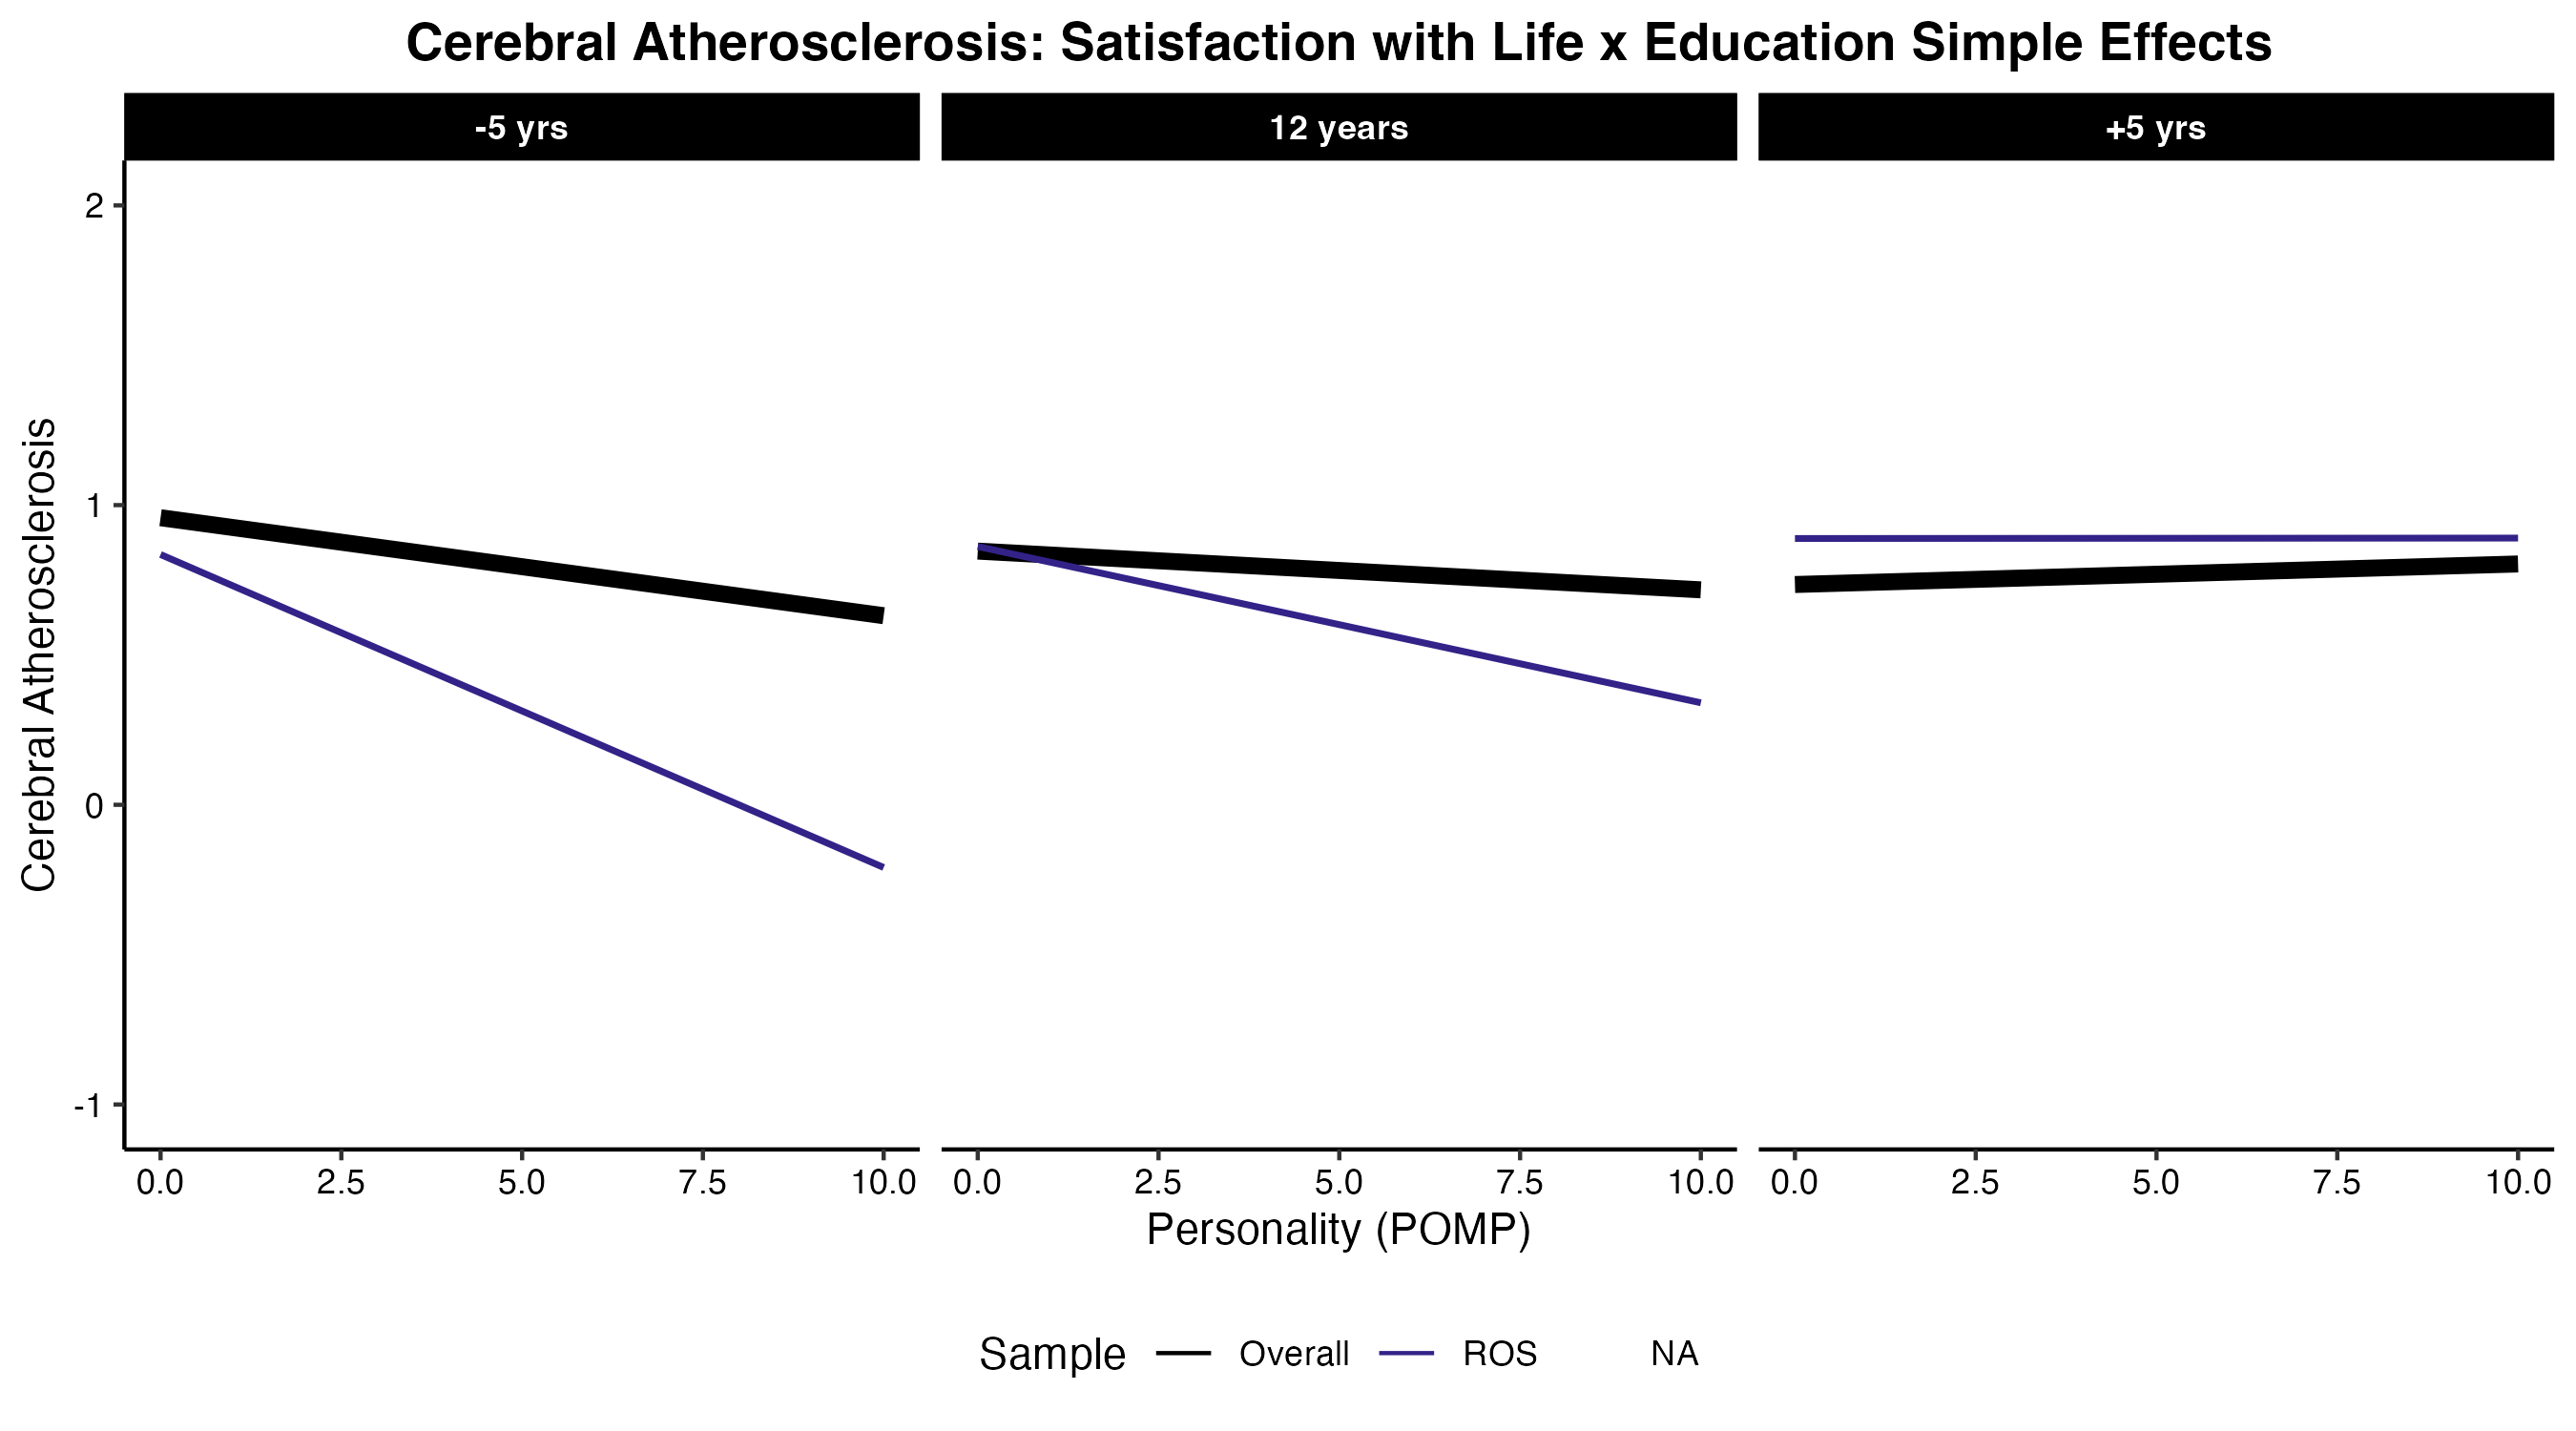 Cerebral Atherosclerosis: Satisfaction with Life x Education Simple Effects
-5 yrs
12 years
+5 yrs
Cerebral Atherosclerosis
2
1
0
-1
0.0 2.5 5.0 7.5 10.0 0.0 2.5 5.0 7.5 10.0 0.0 2.5 5.0 7.5 10.0
Personality (POMP)
Sample Overall ROS NA